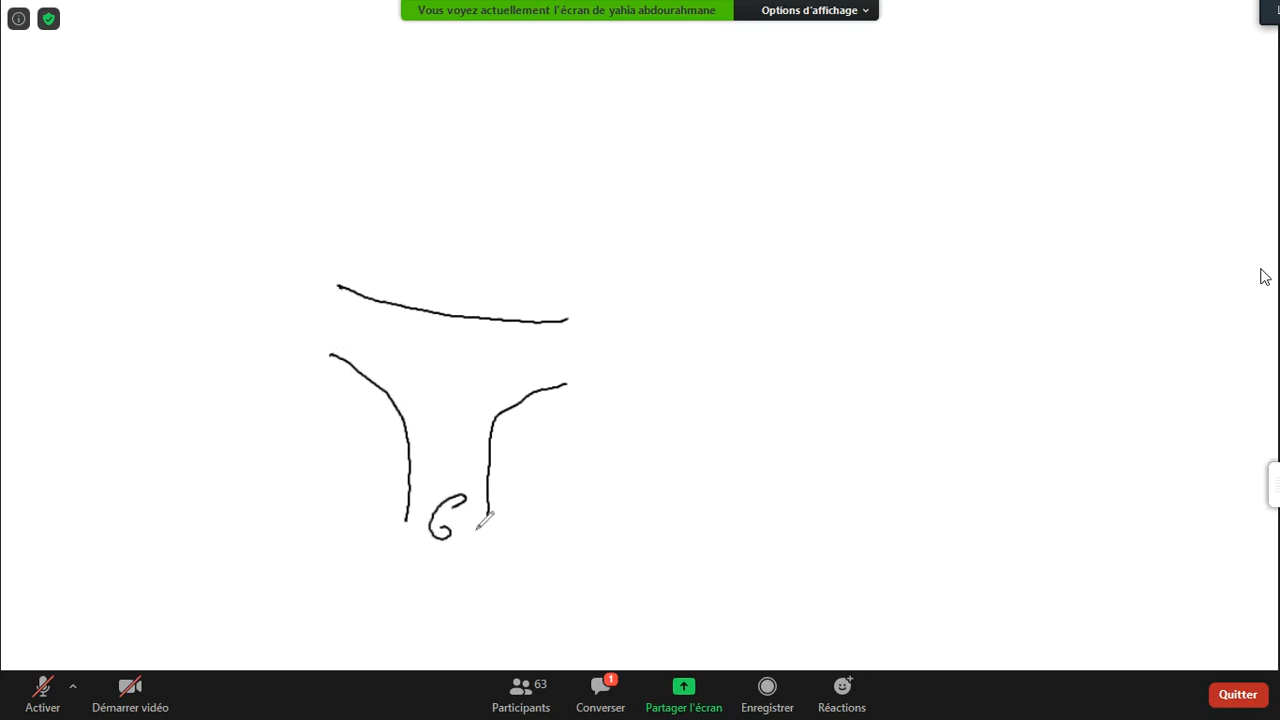 Vous voyez actuellement l'écran de yahia abdourahmane
Options d'affichage
6
Activer
Démarrer vidéo
63
Participants
1
Converser
Partager l'écran
Enregistrer
Réactions
Quitter